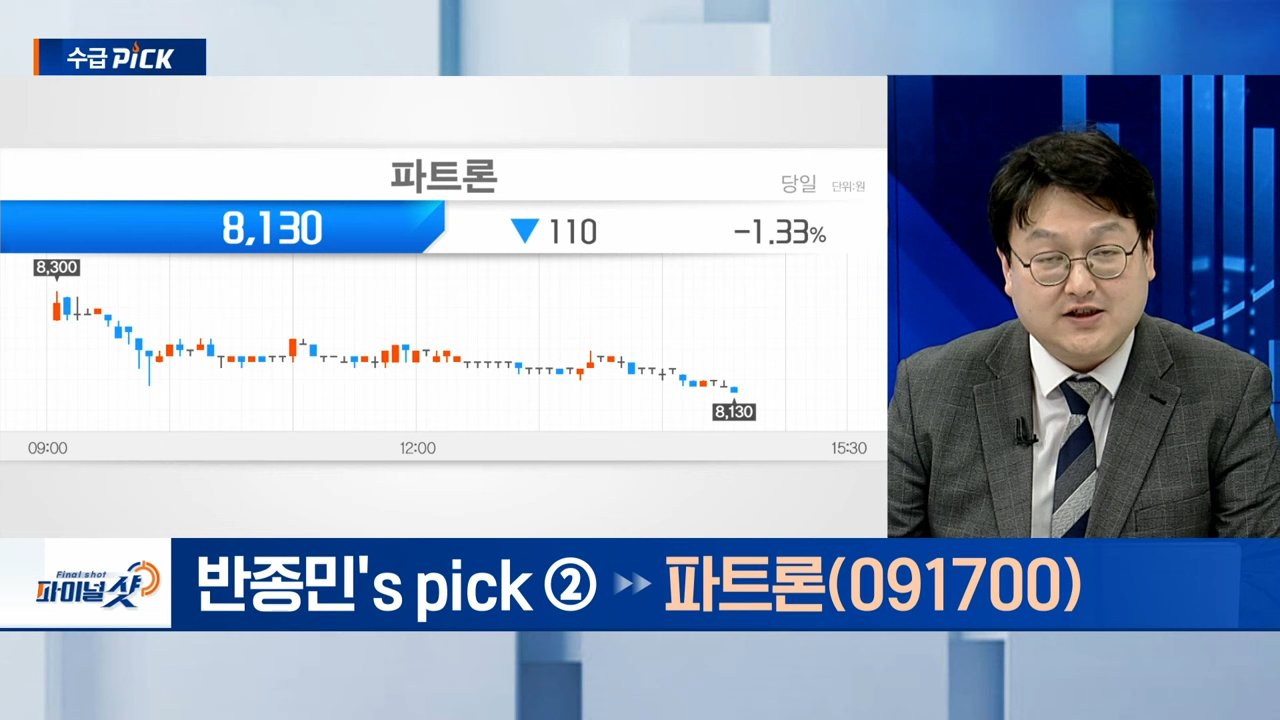 수급 PiCK
파트론
당일 단위:원
8,130 ▼ 110 -1.33%
8,300
8,130
09:00 12:00 15:30
Final shot
파이널 샷
반종민's pick ② ▸▸ 파트론(091700)